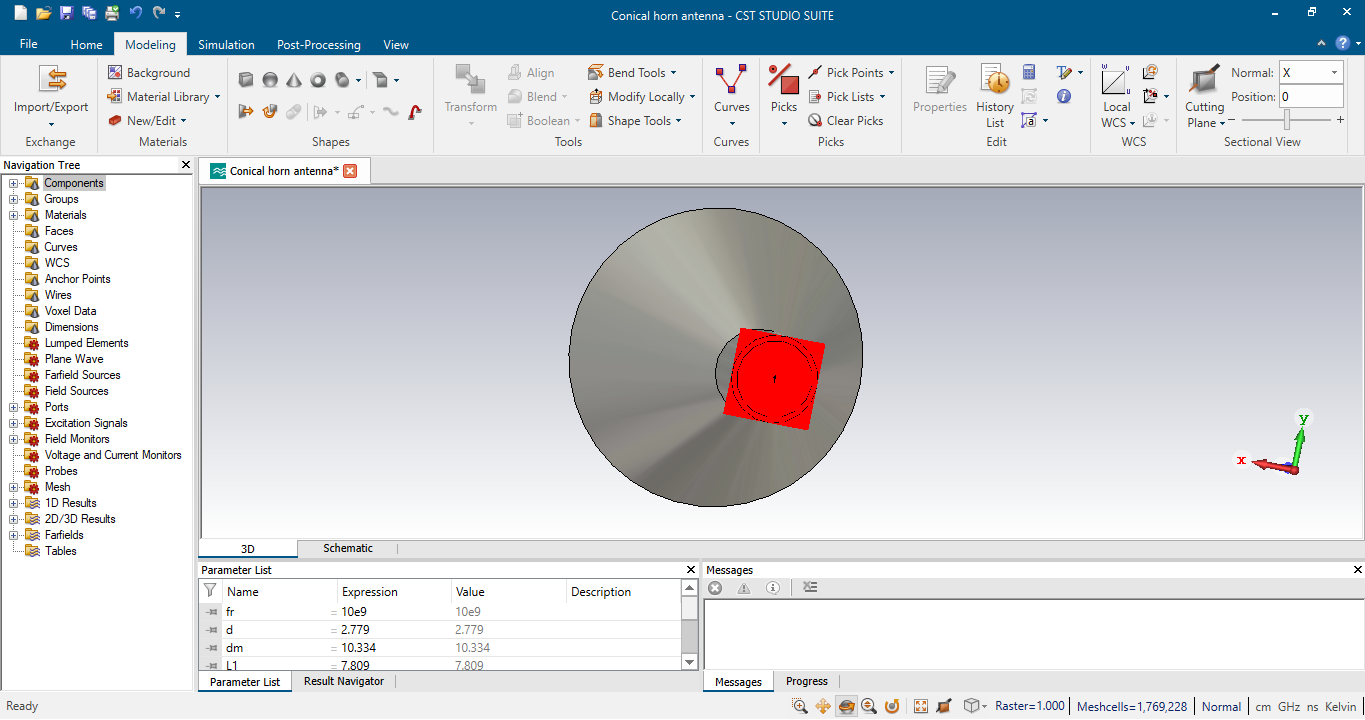 Conical horn antenna - CST STUDIO SUITE
File Home Modeling Simulation Post-Processing View
Import/Export
Exchange
Background
Material Library
New/Edit
Materials
Shapes
Transform
Align
Blend
Boolean
Bend Tools
Modify Locally
Shape Tools
Tools
Curves
Curves
Picks
Pick Points
Pick Lists
Clear Picks
Picks
Properties
History
List
Edit
Local
WCS
WCS
Cutting
Plane
Normal: X
Position: 0
Sectional View
Navigation Tree
Components
Groups
Materials
Faces
Curves
WCS
Anchor Points
Wires
Voxel Data
Dimensions
Lumped Elements
Plane Wave
Farfield Sources
Field Sources
Ports
Excitation Signals
Field Monitors
Voltage and Current Monitors
Probes
Mesh
1D Results
2D/3D Results
Farfields
Tables
Conical horn antenna*
y
x
3D Schematic
Parameter List
Name Expression Value Description
fr = 10e9 10e9
d = 2.779 2.779
dm = 10.334 10.334
L1 = 7.809 7.809
Parameter List Result Navigator
Messages
Messages Progress
Ready
Raster=1.000 Meshcells=1,769,228 Normal cm GHz ns Kelvin